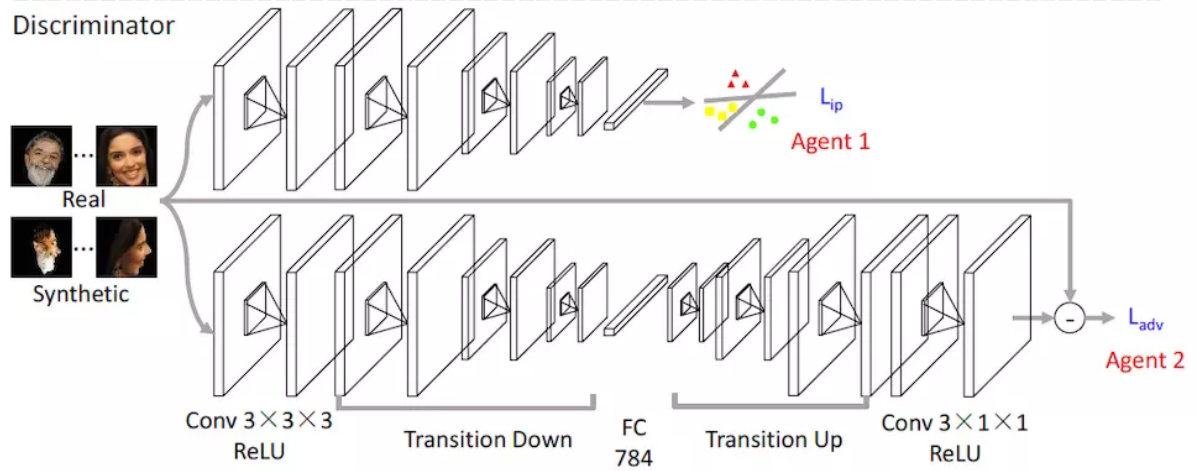 Discriminator
L_ip
Agent 1
...
Real
...
Synthetic
-
L_adv
Agent 2
Conv 3×3×3
ReLU
Transition Down
FC
784
Transition Up
Conv 3×1×1
ReLU